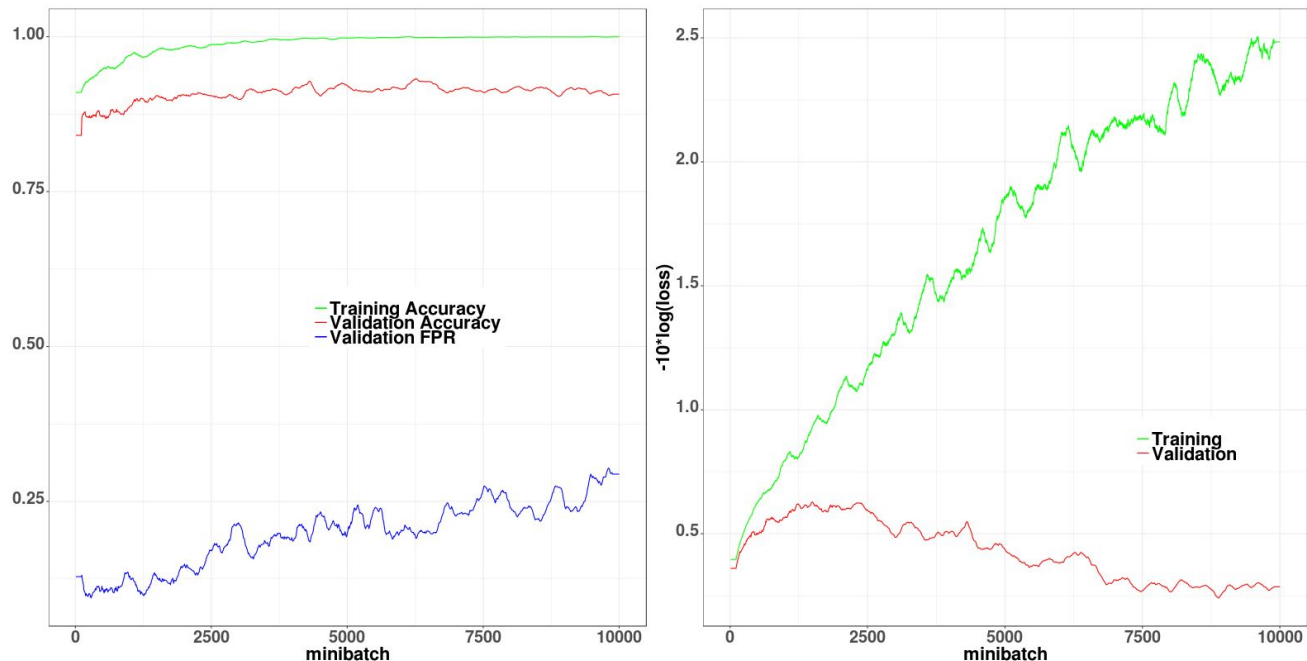 1.00
0.75
0.50
0.25
Training Accuracy
Validation Accuracy
Validation FPR
0 2500 5000 7500 10000
minibatch
2.5
2.0
1.5
1.0
0.5
-10*log(loss)
Training
Validation
0 2500 5000 7500 10000
minibatch